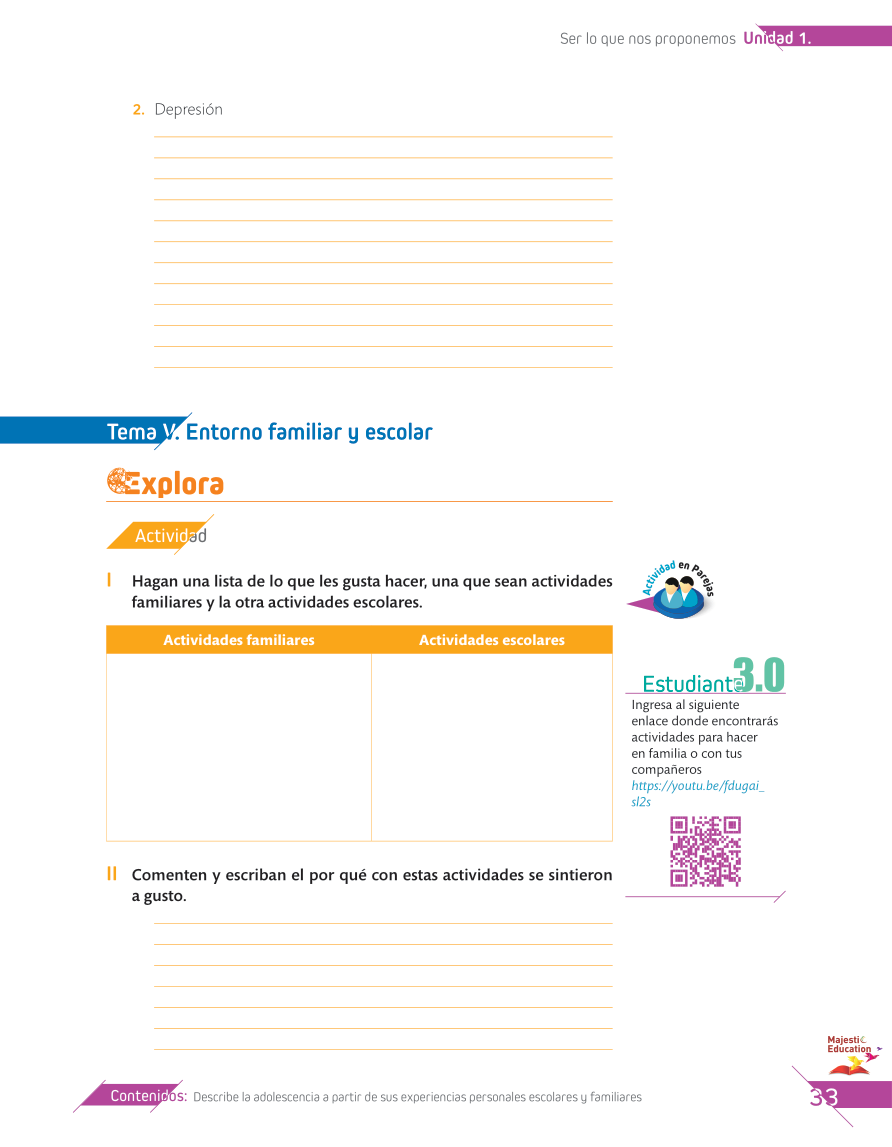 Ser lo que nos proponemos Unidad 1.
2. Depresión
Tema V. Entorno familiar y escolar
Explora
Actividad
I Hagan una lista de lo que les gusta hacer, una que sean actividades
familiares y la otra actividades escolares.
Actividad en Parejas
Actividades familiares Actividades escolares
Estudiante 3.0
Ingresa al siguiente
enlace donde encontrarás
actividades para hacer
en familia o con tus
compañeros
https://youtu.be/fdugai_
sl2s
II Comenten y escriban el por qué con estas actividades se sintieron
a gusto.
Majestic
Education
Contenidos: Describe la adolescencia a partir de sus experiencias personales escolares y familiares
33